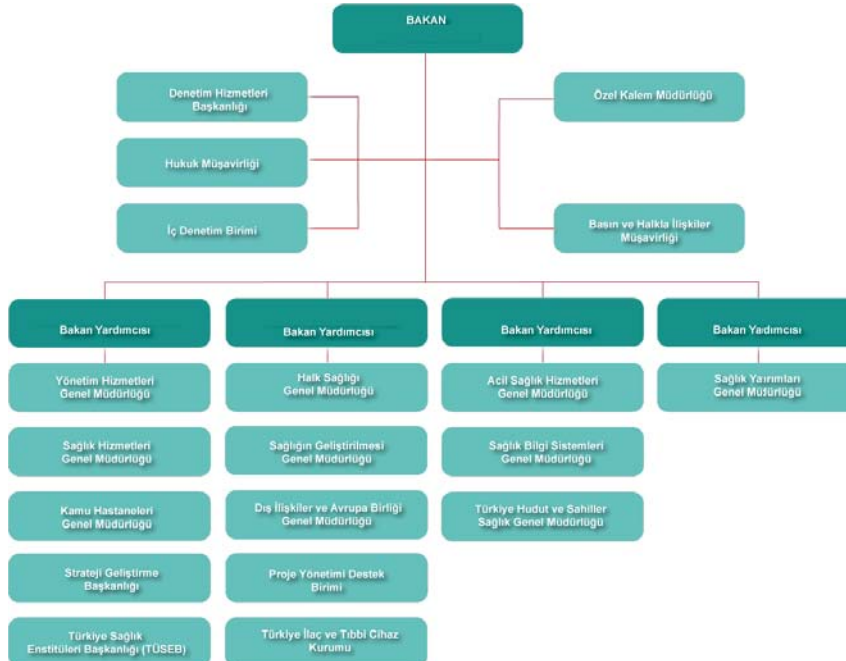 BAKAN
Denetim Hizmetleri
Başkanlığı
Özel Kalem Müdürlüğü
Hukuk Müşavirliği
İç Denetim Birimi
Basın ve Halkla İlişkiler
Müşavirliği
Bakan Yardımcısı
Bakan Yardımcısı
Bakan Yardımcısı
Bakan Yaıdımcısı
Yönetim Hizmetleri
Genel Müdürlüğü
Sağlık Hizmetleri
Genel Müdürlüğü
Kamu Hastaneleri
Genel Müdürlüğü
Strateji Geliştirme
Başkanlığı
Türkiye Sağlık
Enstitüleri Başkanlığı (TÜSEB)
Halk Sağlığı
Genel Müdürlüğü
Sağlığın Geliştirilmesi
Genel Müdürlüğü
Dış İlişkiler ve Avrupa Birliği
Genel Müdürlüğü
Proje Yönetimi Destek
Birimi
Türkiye İlaç ve Tıbbi Cihaz
Kurumu
Acil Sağlık Hizmetleri
Genel Müdürlüğü
Sağlık Bilgi Sistemleri
Genel Müdürlüğü
Türkiye Hudut ve Sahiller
Sağlık Genel Müdürlüğü
Sağlık Yaıırımları
Genel Müfürlüğü